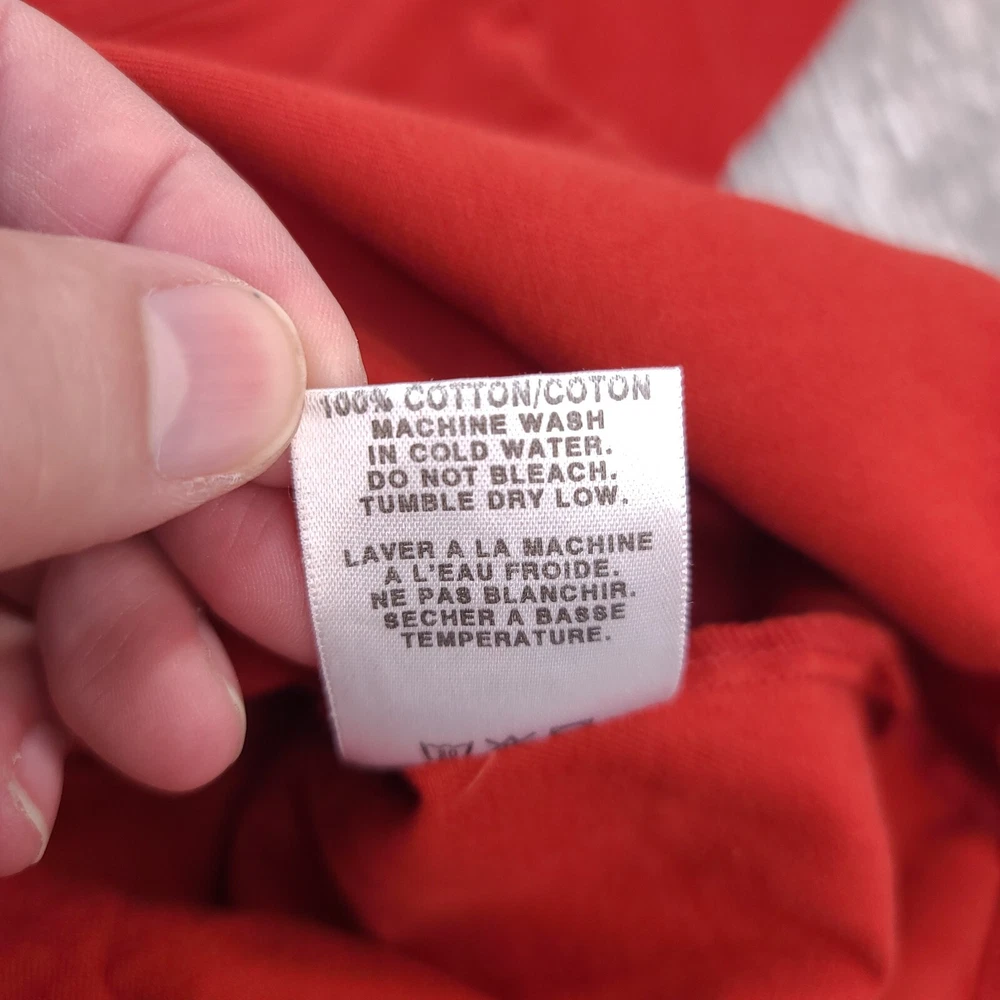 100% COTTON/COTON
MACHINE WASH
IN COLD WATER.
DO NOT BLEACH.
TUMBLE DRY LOW.
LAVER A LA MACHINE
A L'EAU FROIDE.
NE PAS BLANCHIR.
SECHER A BASSE
TEMPERATURE.